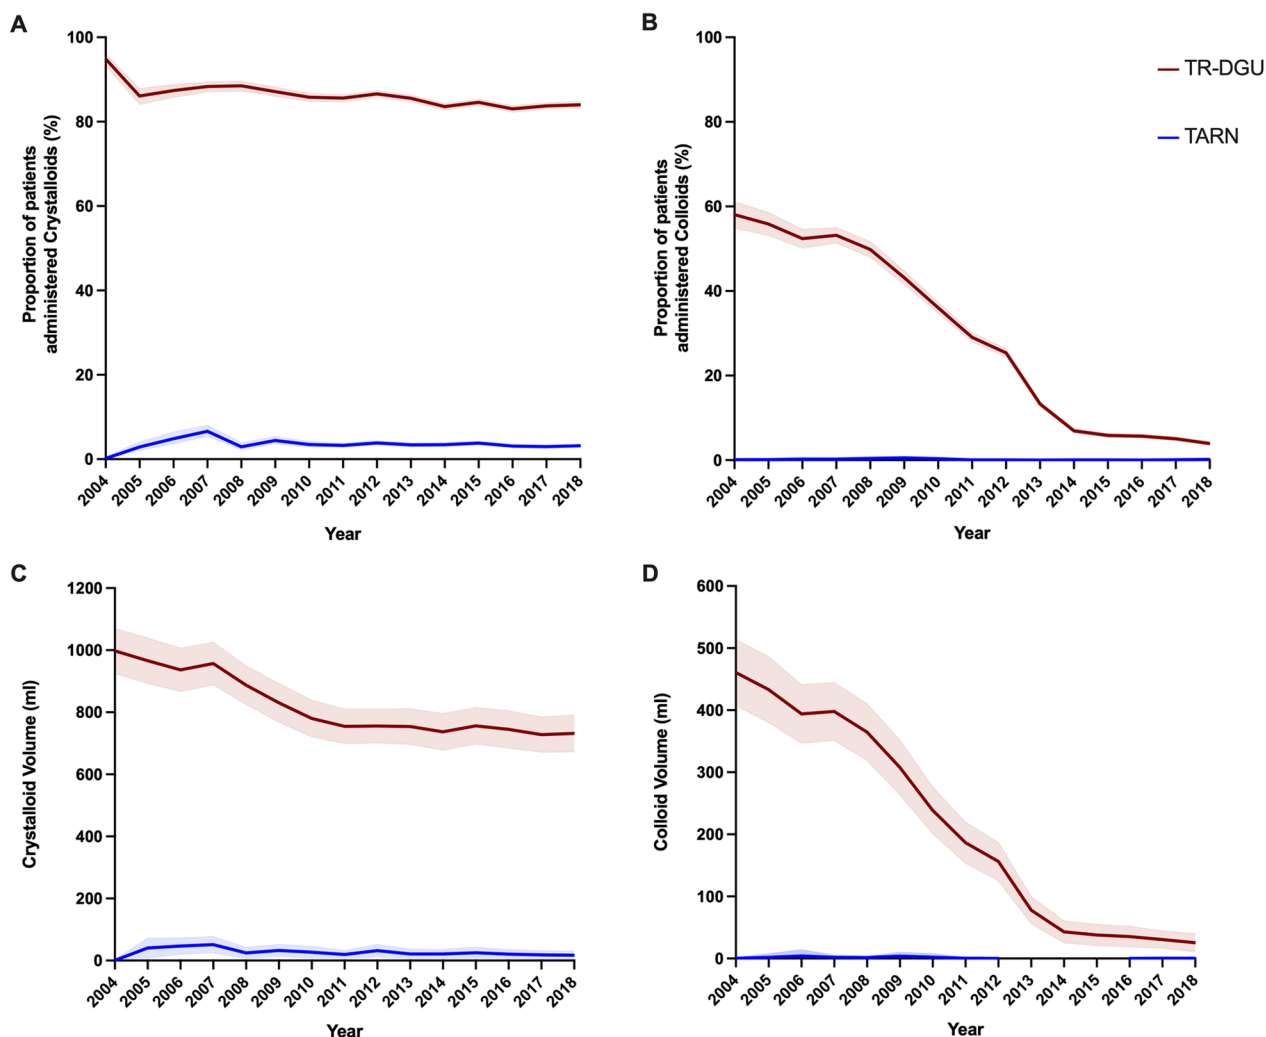 A
100
80
60
40
20
0
Proportion of patients
administered Crystalloids (%)
2004 2005 2006 2007 2008 2009 2010 2011 2012 2013 2014 2015 2016 2017 2018
Year
B
100
80
60
40
20
0
Proportion of patients
administered Colloids (%)
2004 2005 2006 2007 2008 2009 2010 2011 2012 2013 2014 2015 2016 2017 2018
Year
TR-DGU
TARN
C
1200
1000
800
600
400
200
0
Crystalloid Volume (ml)
2004 2005 2006 2007 2008 2009 2010 2011 2012 2013 2014 2015 2016 2017 2018
Year
D
600
500
400
300
200
100
0
Colloid Volume (ml)
2004 2005 2006 2007 2008 2009 2010 2011 2012 2013 2014 2015 2016 2017 2018
Year